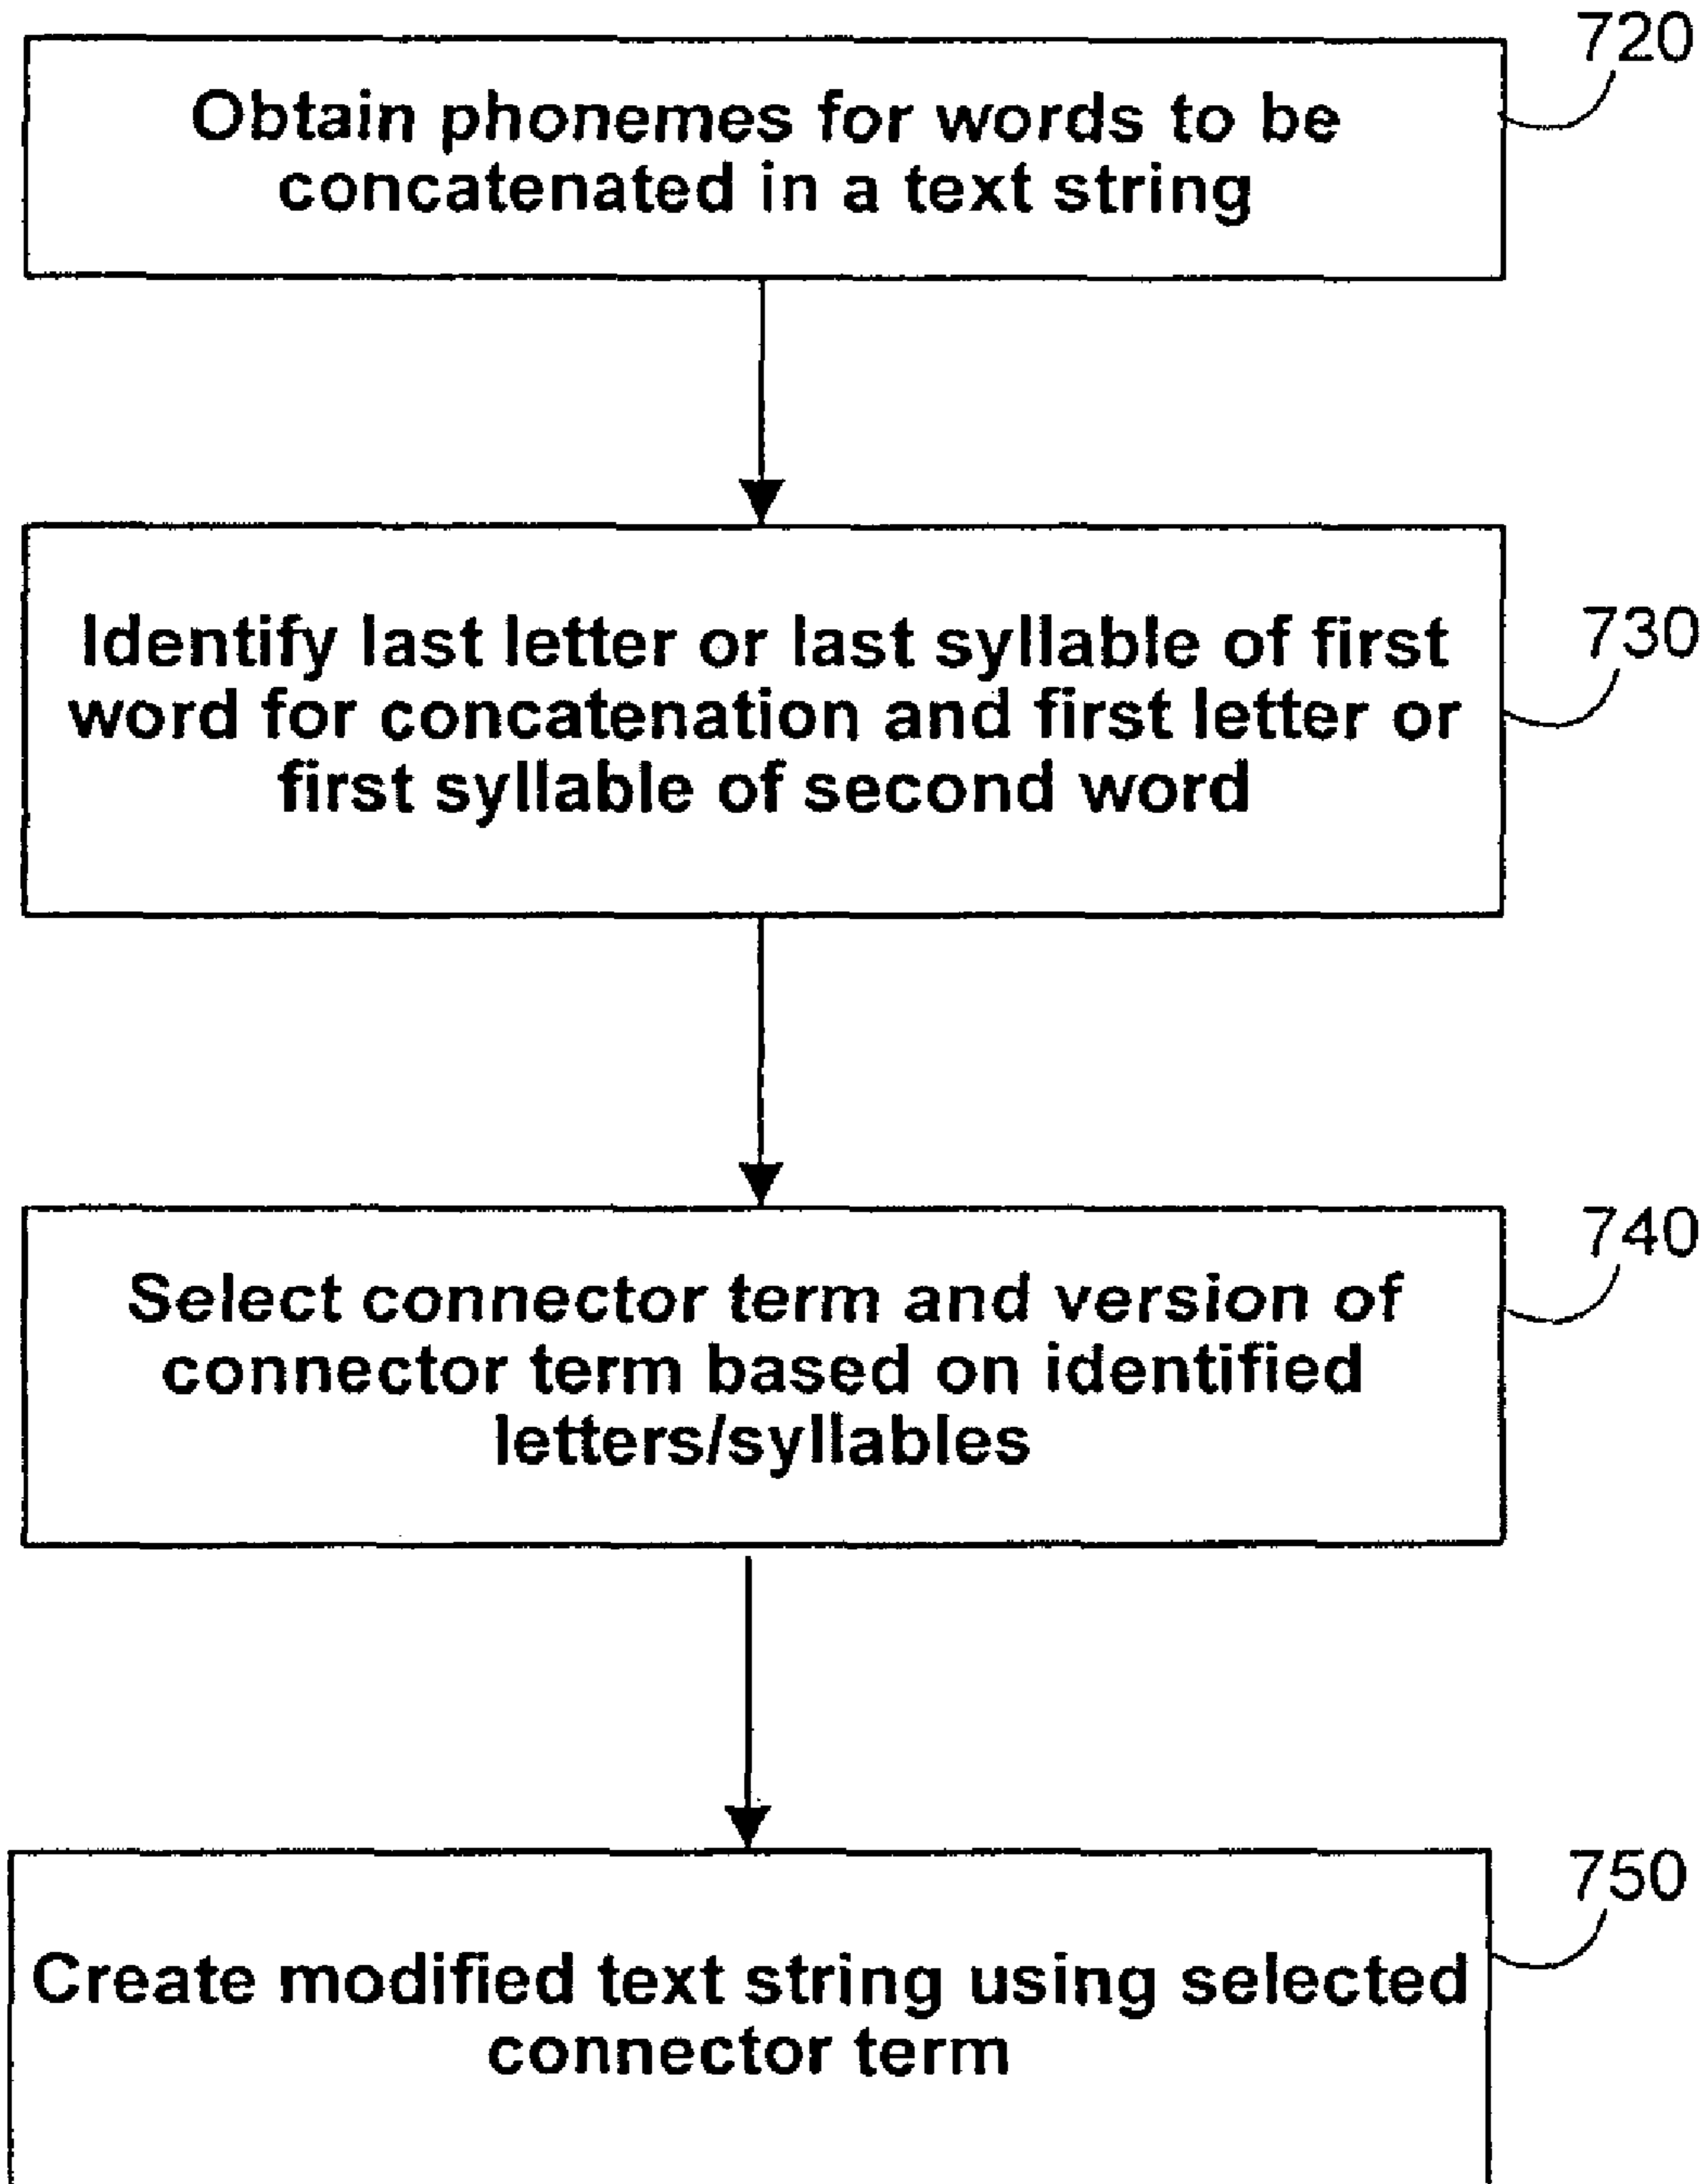 720
Obtain phonemes for words to be
concatenated in a text string
730
Identify last letter or last syllable of first
word for concatenation and first letter or
first syllable of second word
740
Select connector term and version of
connector term based on identified
letters/syllables
750
Create modified text string using selected
connector term